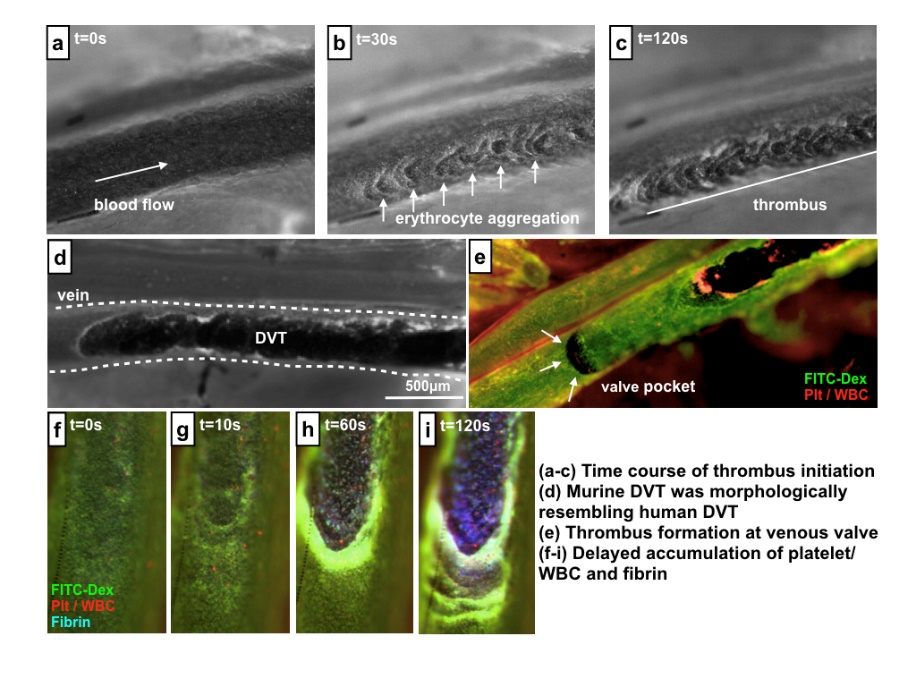 a t=0s
blood flow
b t=30s
erythrocyte aggregation
c t=120s
thrombus
d
vein
DVT
500µm
e
valve pocket
FITC-Dex
Plt / WBC
f t=0s
FITC-Dex
Plt / WBC
Fibrin
g t=10s
h t=60s
i t=120s
(a-c) Time course of thrombus initiation
(d) Murine DVT was morphologically
resembling human DVT
(e) Thrombus formation at venous valve
(f-i) Delayed accumulation of platelet/
WBC and fibrin